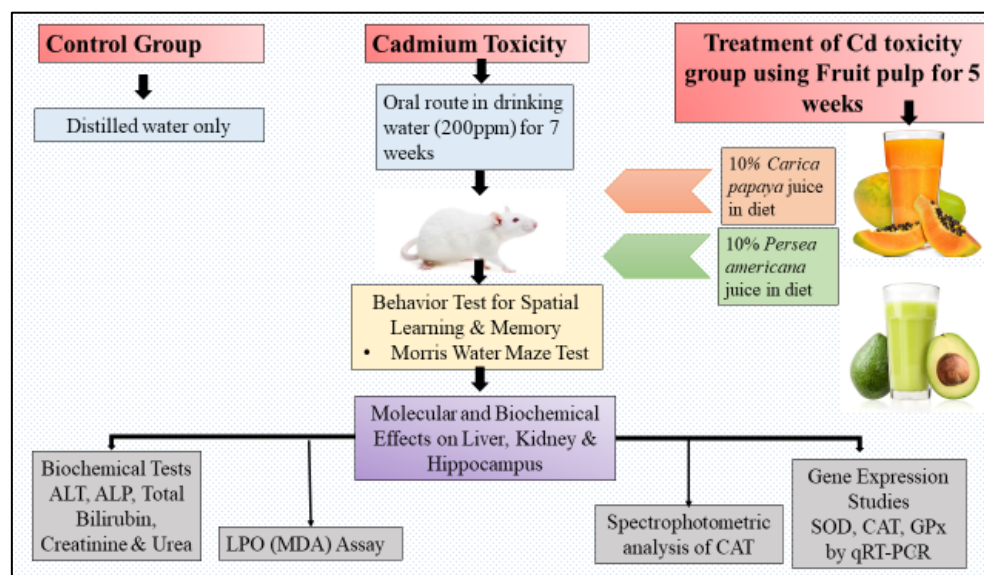 Control Group
Distilled water only
Cadmium Toxicity
Oral route in drinking
water (200ppm) for 7
weeks
Treatment of Cd toxicity
group using Fruit pulp for 5
weeks
10% Carica
papaya juice
in diet
10% Persea
americana
juice in diet
Behavior Test for Spatial
Learning & Memory
• Morris Water Maze Test
Molecular and Biochemical
Effects on Liver, Kidney &
Hippocampus
Biochemical Tests
ALT, ALP, Total
Bilirubin,
Creatinine & Urea
LPO (MDA) Assay
Spectrophotometric
analysis of CAT
Gene Expression
Studies
SOD, CAT, GPx
by qRT-PCR